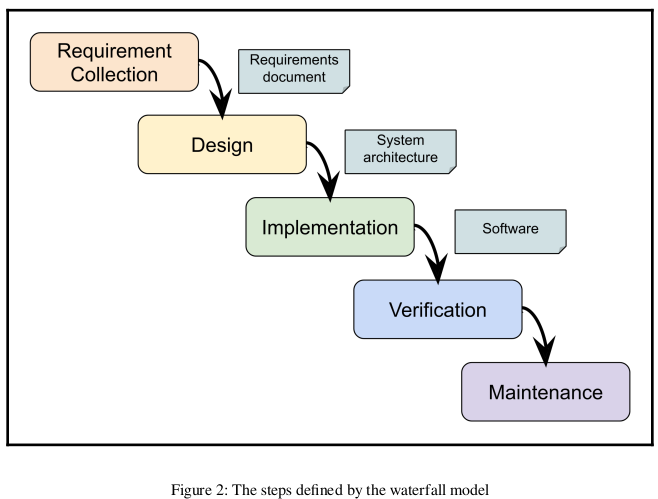 Requirement
Collection
Requirements
document
Design
System
architecture
Implementation
Software
Verification
Maintenance
Figure 2: The steps defined by the waterfall model